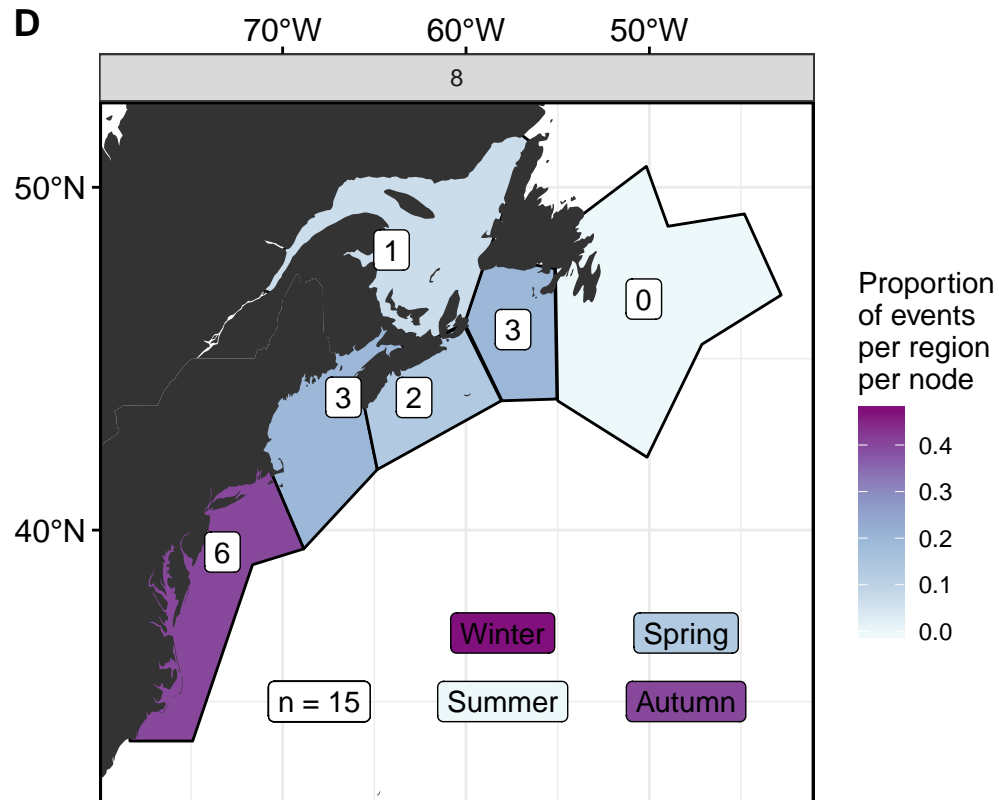 D
70°W 60°W 50°W
8
50°N
1
0
3
3 2
Proportion
of events
per region
per node
0.4
0.3
0.2
0.1
0.0
40°N
6
Winter Spring
n = 15 Summer Autumn